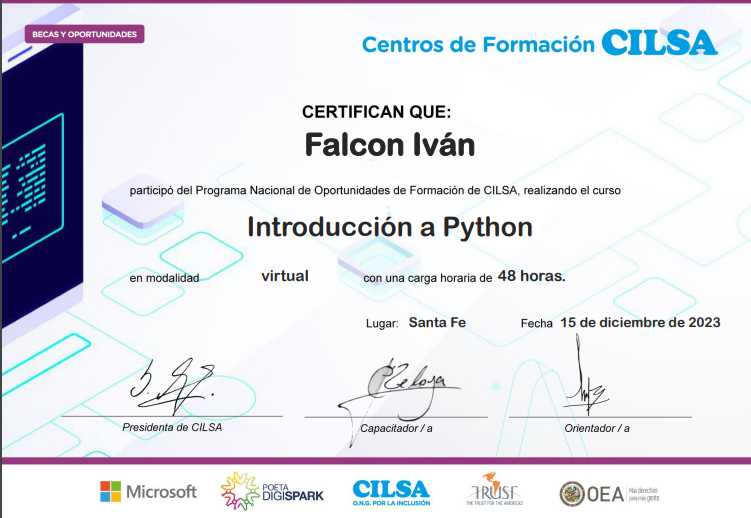 BECAS Y OPORTUNIDADES
Centros de Formación CILSA
CERTIFICAN QUE:
Falcon Iván
participó del Programa Nacional de Oportunidades de Formación de CILSA, realizando el curso
Introducción a Python
en modalidad virtual con una carga horaria de 48 horas.
Lugar: Santa Fe Fecha 15 de diciembre de 2023
Presidenta de CILSA Capacitador / a Orientador / a
Microsoft
POETA
DIGISPARK
CILSA
O.N.G. POR LA INCLUSIÓN
TRUST
THE TRUST FOR THE AMERICAS
OEA
Más derechos
para más gente